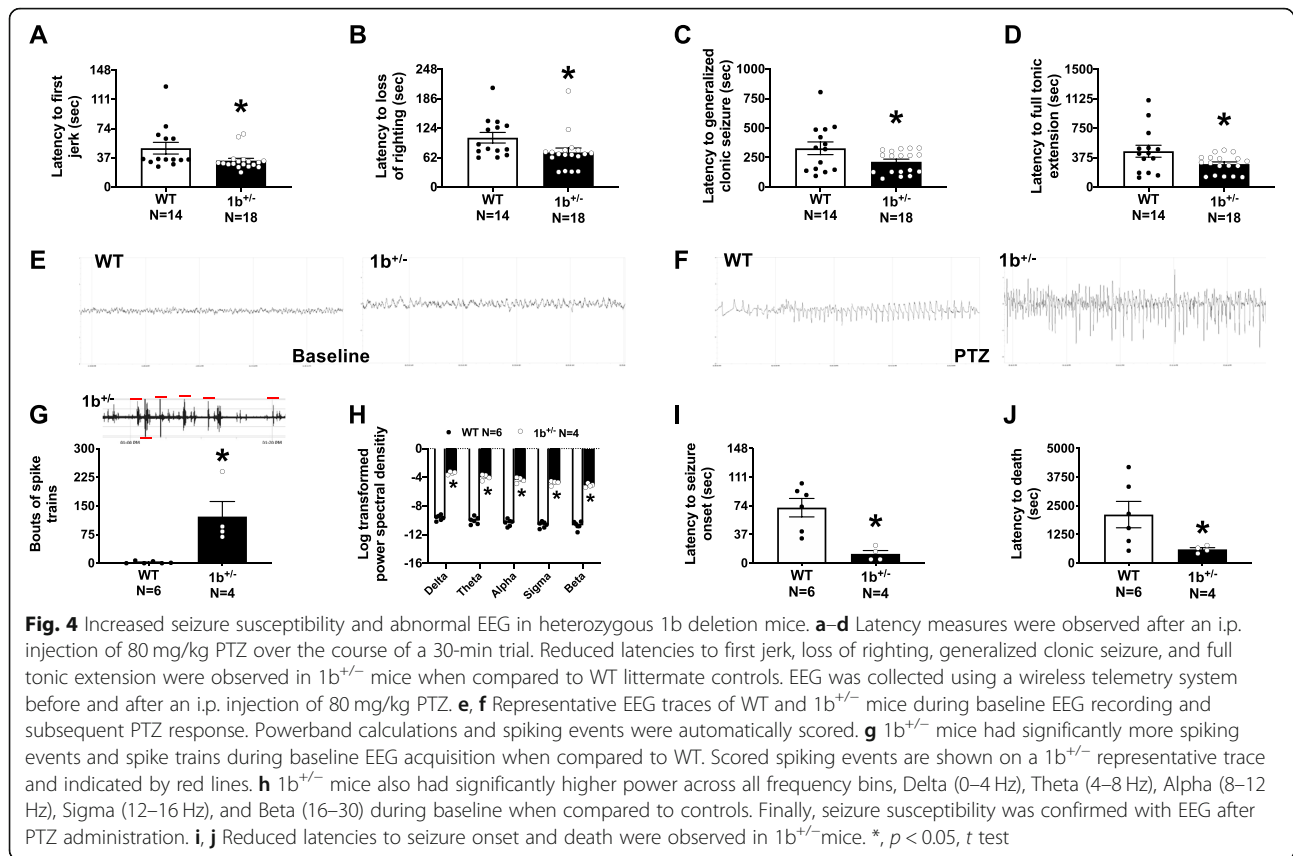 A
Latency to first
jerk (sec)
148
111
74
37
0
*
WT
N=14
1b+/-
N=18
B
Latency to loss
of righting (sec)
248
186
124
62
0
*
WT
N=14
1b+/-
N=18
C
Latency to generalized
clonic seizure (sec)
1000
750
500
250
0
*
WT
N=14
1b+/-
N=18
D
Latency to full tonic
extension (sec)
1500
1125
750
375
0
*
WT
N=14
1b+/-
N=18
E
WT
1b+/-
Baseline
F
WT
1b+/-
PTZ
G
1b+/-
Bouts of spike
trains
300
225
150
75
0
*
WT
N=6
1b+/-
N=4
H
WT N=6
1b+/- N=4
Log transformed
power spectral densitiy
0
-4
-8
-12
-16
* * * * *
Delta
Theta
Alpha
Sigma
Beta
I
Latency to seizure
onset (sec)
148
111
74
37
0
*
WT
N=6
1b+/-
N=4
J
Latency to death
(sec)
5000
2500
1250
0
*
WT
N=6
1b+/-
N=4
Fig. 4 Increased seizure susceptibility and abnormal EEG in heterozygous 1b deletion mice. a–d Latency measures were observed after an i.p.
injection of 80 mg/kg PTZ over the course of a 30-min trial. Reduced latencies to first jerk, loss of righting, generalized clonic seizure, and full
tonic extension were observed in 1b+/− mice when compared to WT littermate controls. EEG was collected using a wireless telemetry system
before and after an i.p. injection of 80 mg/kg PTZ. e, f Representative EEG traces of WT and 1b+/− mice during baseline EEG recording and
subsequent PTZ response. Powerband calculations and spiking events were automatically scored. g 1b+/− mice had significantly more spiking
events and spike trains during baseline EEG acquisition when compared to WT. Scored spiking events are shown on a 1b+/− representative trace
and indicated by red lines. h 1b+/− mice also had significantly higher power across all frequency bins, Delta (0–4 Hz), Theta (4–8 Hz), Alpha (8–12
Hz), Sigma (12–16 Hz), and Beta (16–30) during baseline when compared to controls. Finally, seizure susceptibility was confirmed with EEG after
PTZ administration. i, j Reduced latencies to seizure onset and death were observed in 1b+/−mice. *, p < 0.05, t test